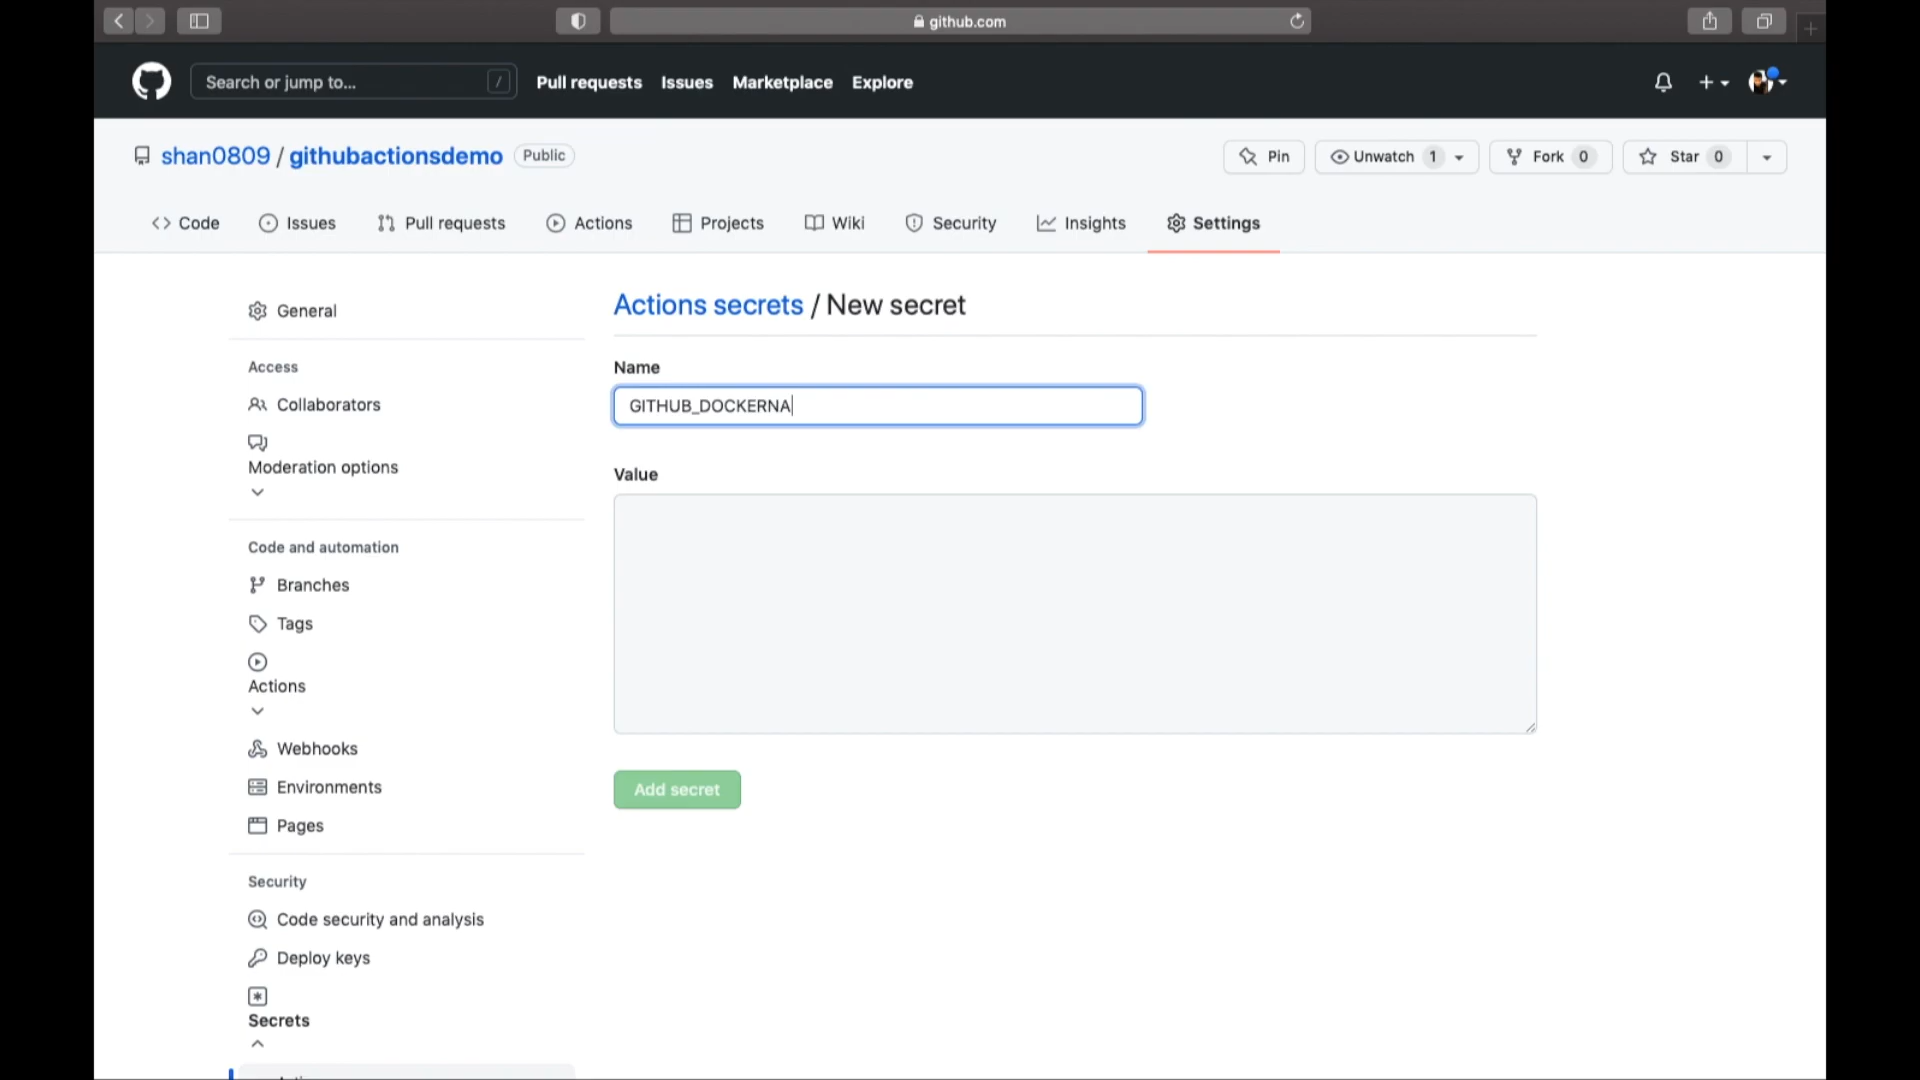 github.com
Search or jump to... /
Pull requests Issues Marketplace Explore
shan0809 / githubactionsdemo Public
Pin Unwatch 1 Fork 0 Star 0
Code Issues Pull requests Actions Projects Wiki Security Insights Settings
General
Access
Collaborators
Moderation options
Code and automation
Branches
Tags
Actions
Webhooks
Environments
Pages
Security
Code security and analysis
Deploy keys
Secrets
Actions secrets / New secret
Name
GITHUB_DOCKERNA
Value
Add secret